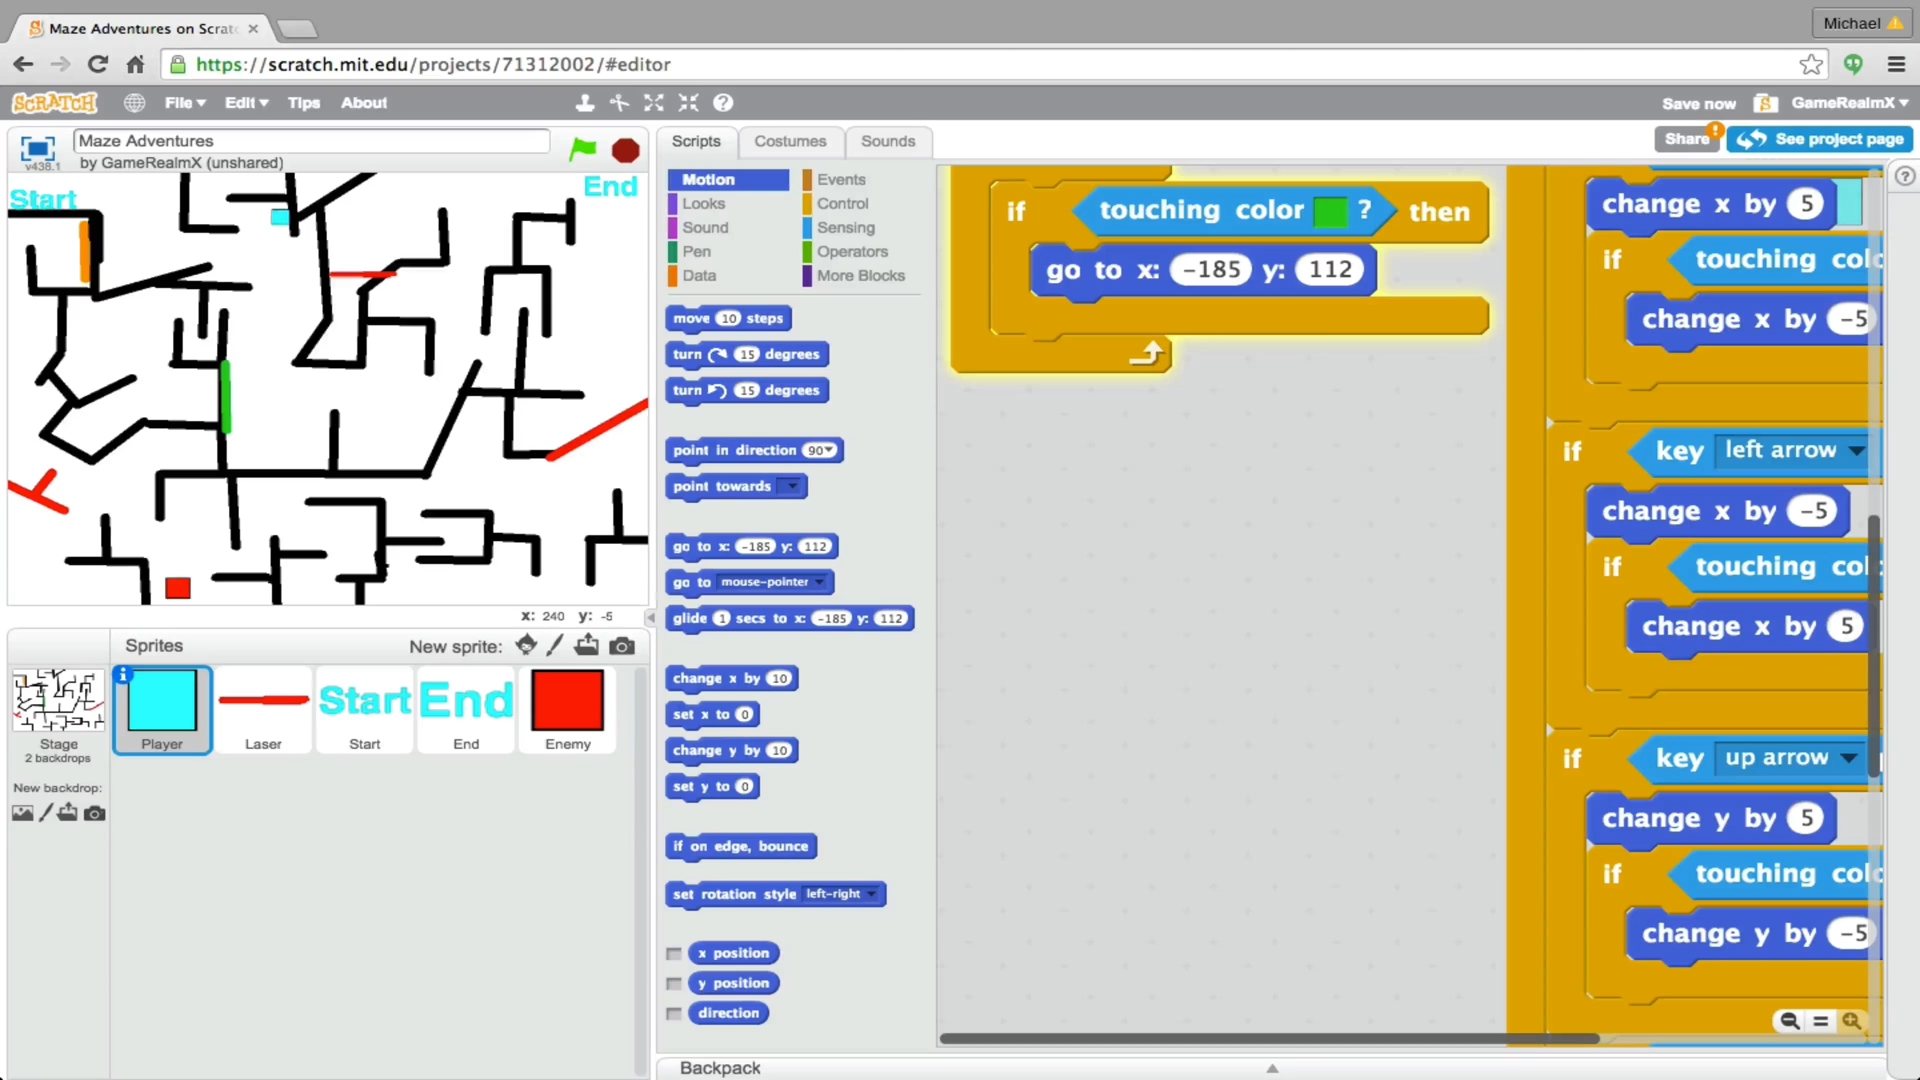 Maze Adventures on Scrat
Michael
https://scratch.mit.edu/projects/71312002/#editor
SCRATCH
File
Edit
Tips
About
Save now
GameRealmX
v438.1
Maze Adventures
by GameRealmX (unshared)
Scripts
Costumes
Sounds
Share
See project page
Start
End
Motion
Looks
Sound
Pen
Data
Events
Control
Sensing
Operators
More Blocks
move 10 steps
turn 15 degrees
turn 15 degrees
point in direction 90
point towards
go to x: -185 y: 112
go to mouse-pointer
glide 1 secs to x: -185 y: 112
change x by 10
set x to 0
change y by 10
set y to 0
if on edge, bounce
set rotation style left-right
x position
y position
direction
if touching color ? then
go to x: -185 y: 112
change x by 5
if touching colo
change x by -5
if key left arrow
change x by -5
if touching col
change x by 5
if key up arrow
change y by 5
if touching colo
change y by -5
x: 240 y: -5
Sprites
New sprite:
Stage
2 backdrops
New backdrop:
Player
Laser
Start
Start
End
End
Enemy
Backpack